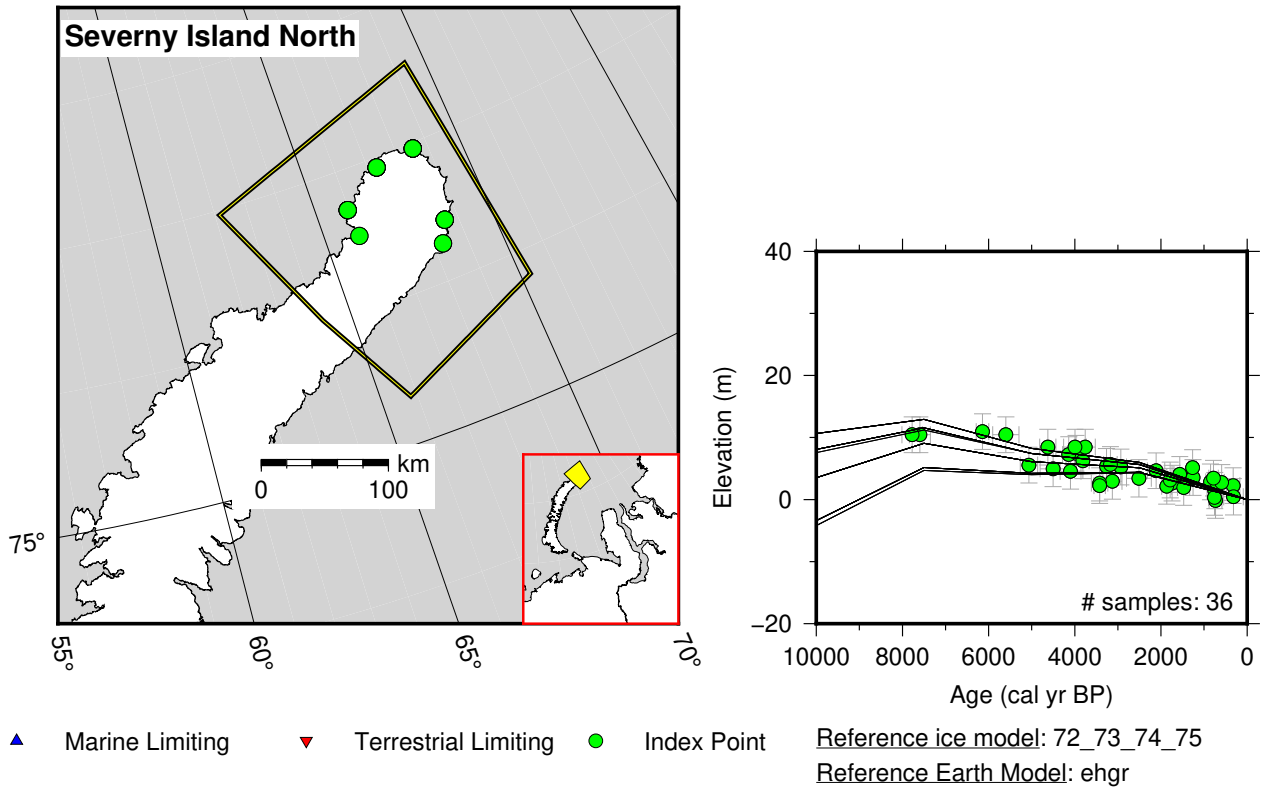 Severny Island North
75°
55°
60°
65°
70°
km
0 100
40
20
0
−20
Elevation (m)
# samples: 36
10000 8000 6000 4000 2000 0
Age (cal yr BP)
Marine Limiting Terrestrial Limiting Index Point
Reference ice model: 72_73_74_75
Reference Earth Model: ehgr